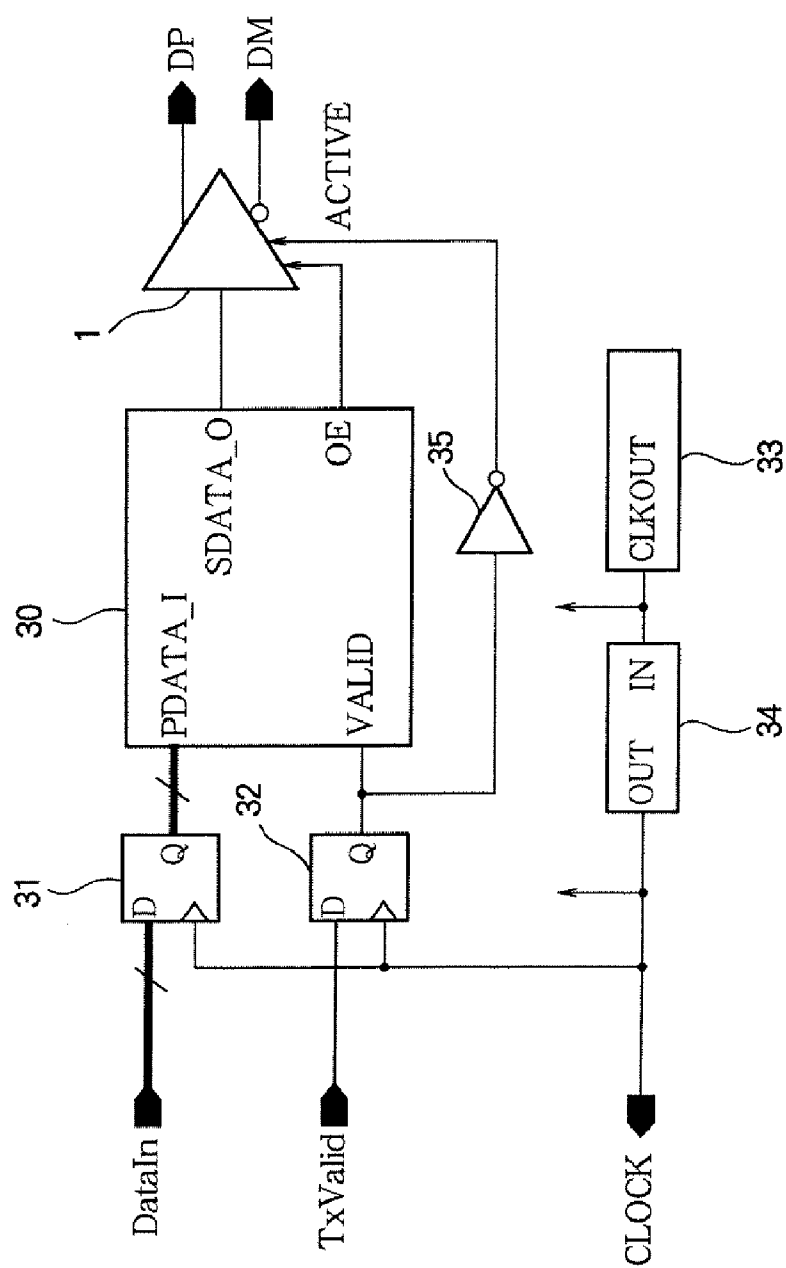 DataIn
D
Q
31
PDATA_I
30
SDATA_O
1
DP
DM
TxValid
D
Q
32
VALID
OE
ACTIVE
35
CLOCK
OUT
IN
34
CLKOUT
33